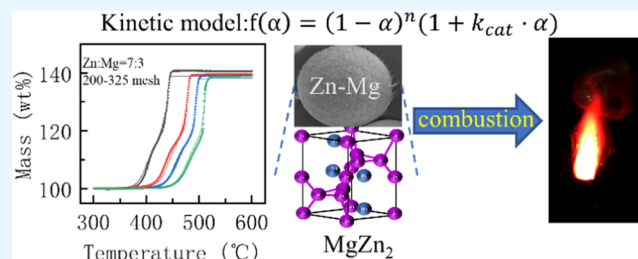 Kinetic model:f(α) = (1 − α)ⁿ(1 + k_cat · α)
Zn:Mg=7:3
200-325 mesh
Mass (wt%)
140
120
100
300 400 500 600
Temperature (℃)
Zn-Mg
MgZn₂
combustion